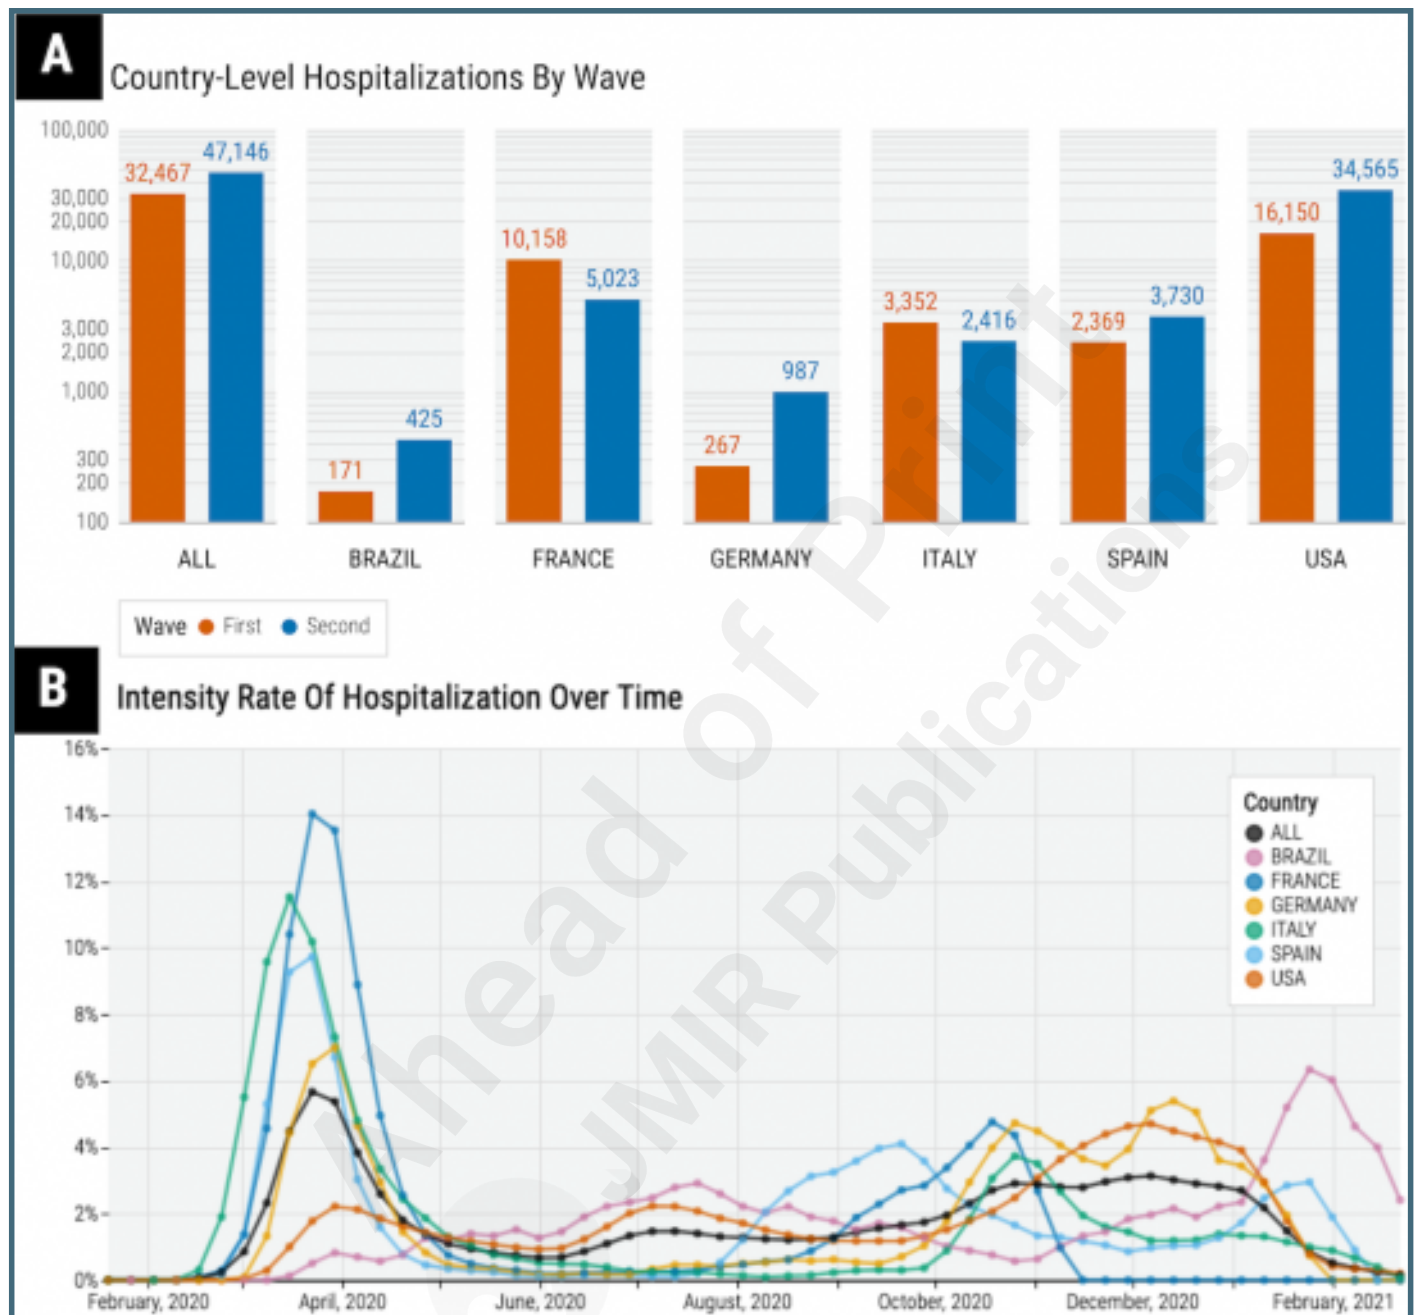 A
Country-Level Hospitalizations By Wave
100,000
30,000
20,000
10,000
3,000
2,000
1,000
300
200
100
32,467
47,146
171
425
10,158
5,023
267
987
3,352
2,416
2,369
3,730
16,150
34,565
ALL
BRAZIL
FRANCE
GERMANY
ITALY
SPAIN
USA
Wave First Second
B
Intensity Rate Of Hospitalization Over Time
16%
14%
12%
10%
8%
6%
4%
2%
0%
Country
ALL
BRAZIL
FRANCE
GERMANY
ITALY
SPAIN
USA
February, 2020
April, 2020
June, 2020
August, 2020
October, 2020
December, 2020
February, 2021
Ahead of Print
JMIR Publications